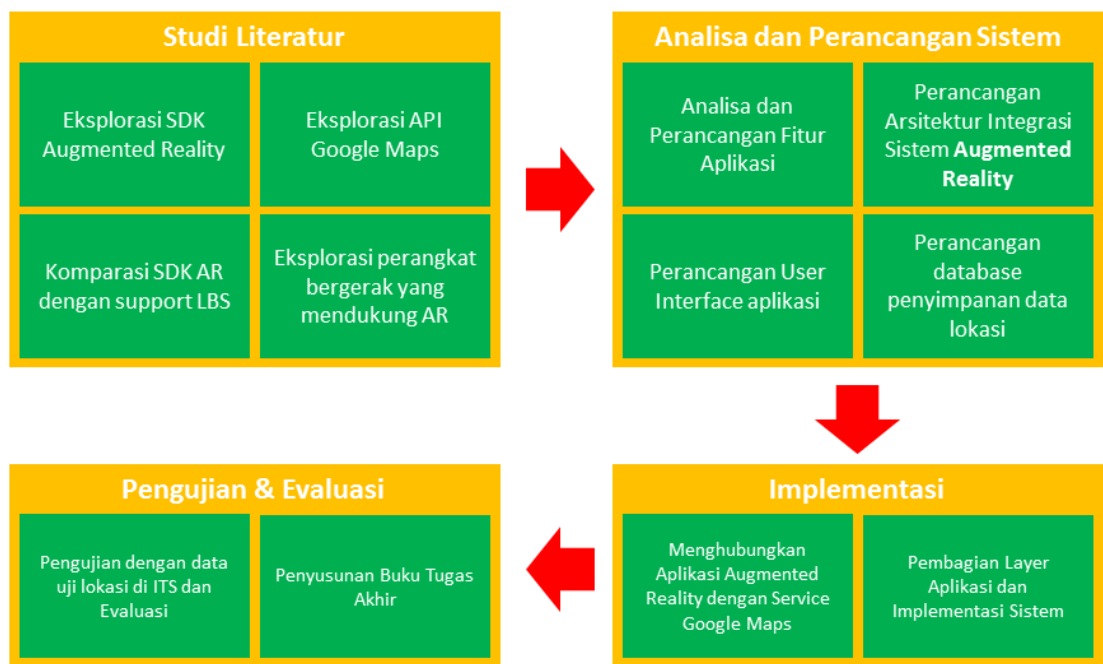 Studi Literatur
Eksplorasi SDK
Augmented Reality
Eksplorasi API
Google Maps
Komparasi SDK AR
dengan support LBS
Eksplorasi perangkat
bergerak yang
mendukung AR
Analisa dan Perancangan Sistem
Analisa dan
Perancangan Fitur
Aplikasi
Perancangan
Arsitektur Integrasi
Sistem Augmented
Reality
Perancangan User
Interface aplikasi
Perancangan
database
penyimpanan data
lokasi
Implementasi
Menghubungkan
Aplikasi Augmented
Reality dengan Service
Google Maps
Pembagian Layer
Aplikasi dan
Implementasi Sistem
Pengujian & Evaluasi
Pengujian dengan data
uji lokasi di ITS dan
Evaluasi
Penyusunan Buku Tugas
Akhir